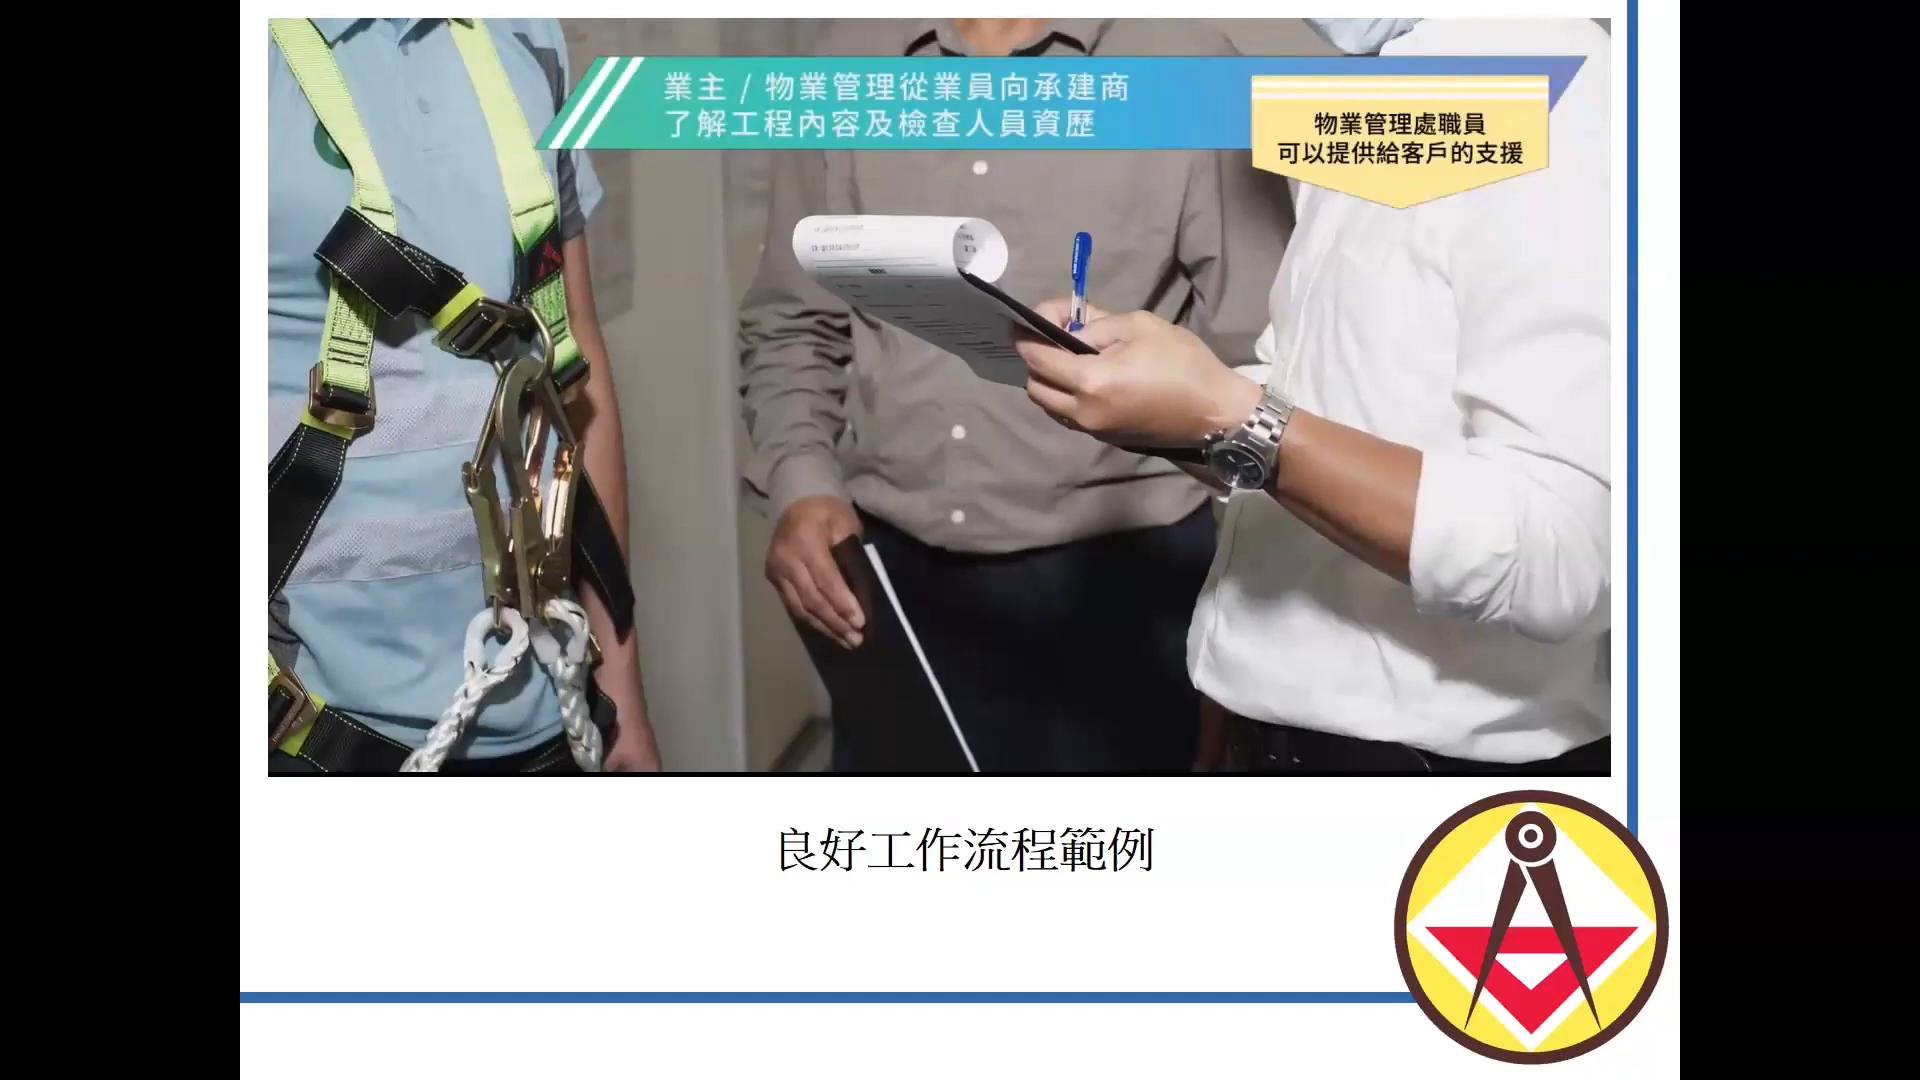 業主 / 物業管理從業員向承建商
了解工程內容及檢查人員資歷
物業管理處職員
可以提供給客戶的支援
良好工作流程範例